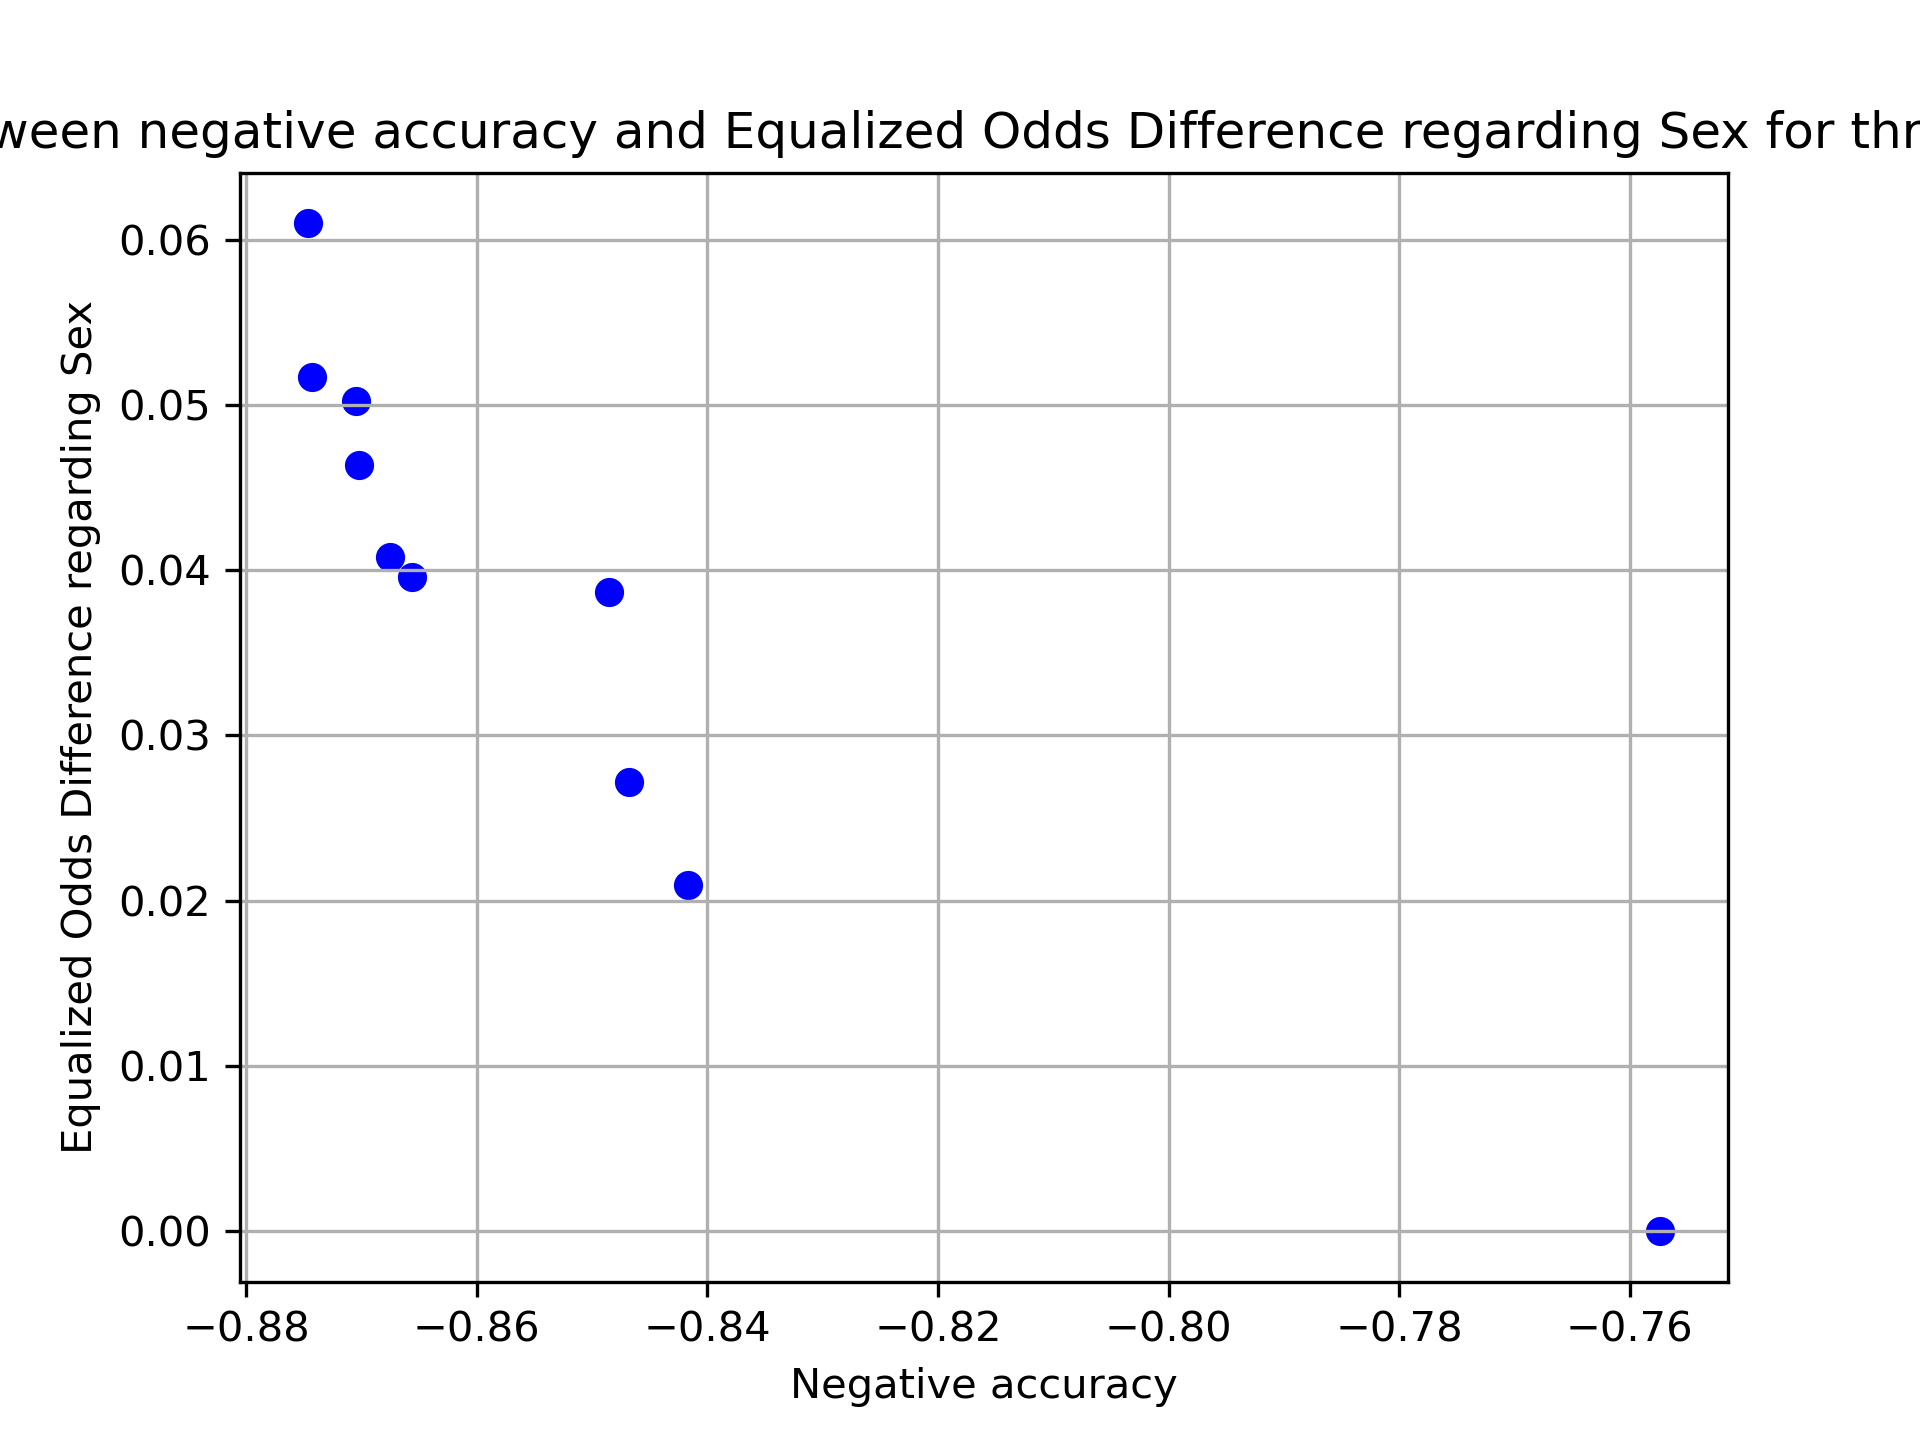 ween negative accuracy and Equalized Odds Difference regarding Sex for thr
0.06
0.05
0.04
0.03
0.02
0.01
0.00
Equalized Odds Difference regarding Sex
−0.88 −0.86 −0.84 −0.82 −0.80 −0.78 −0.76
Negative accuracy